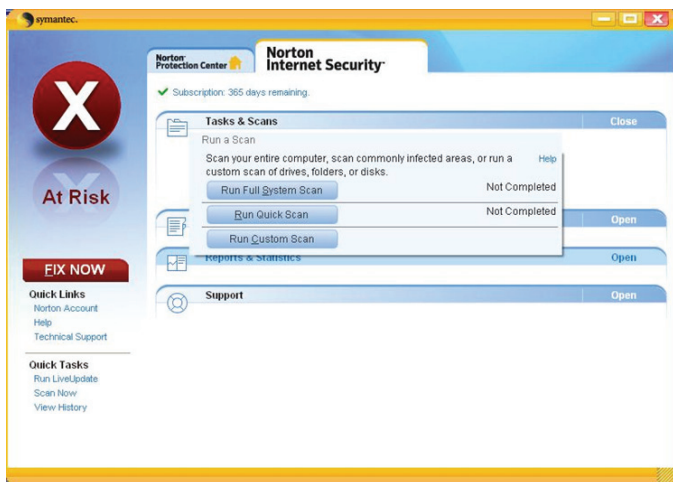 symantec.
Norton
Protection Center
Norton
Internet Security
Subscription: 365 days remaining.
Tasks & Scans
Close
Run a Scan
Scan your entire computer, scan commonly infected areas, or run a
custom scan of drives, folders, or disks.
Help
Run Full System Scan
Not Completed
Run Quick Scan
Not Completed
Run Custom Scan
Open
Reports & Statistics
Open
Support
Open
X
At Risk
FIX NOW
Quick Links
Norton Account
Help
Technical Support
Quick Tasks
Run LiveUpdate
Scan Now
View History